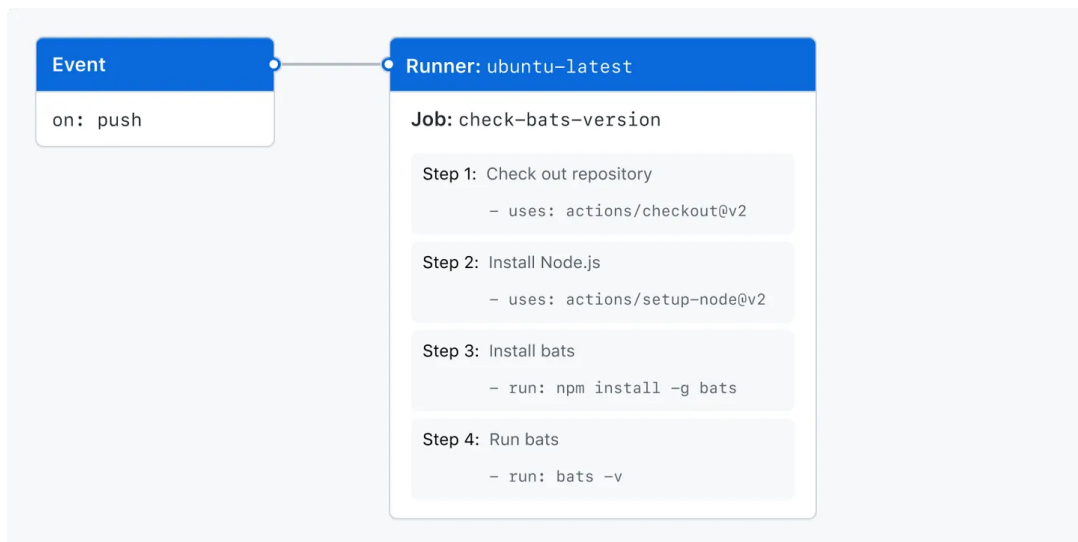 Event
on: push
Runner: ubuntu-latest
Job: check-bats-version
Step 1: Check out repository
- uses: actions/checkout@v2
Step 2: Install Node.js
- uses: actions/setup-node@v2
Step 3: Install bats
- run: npm install -g bats
Step 4: Run bats
- run: bats -v